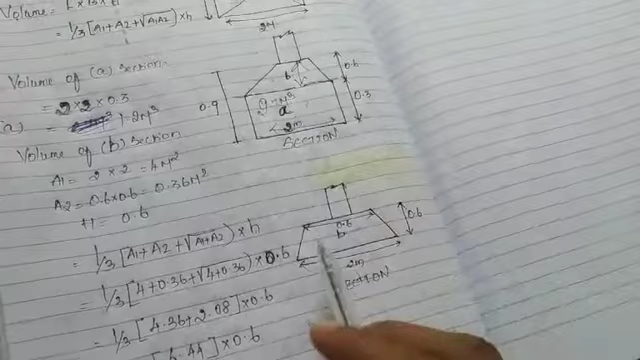 Volume =
= 1/3 [A1 + A2 + √A1A2] × h
2M
Volume of (a) section
= 2 × 2 × 0.3
(a) = 1.2M³
Volume of (b) section
A1 = 2 × 2 = 4M²
A2 = 0.6 × 0.6 = 0.36M²
H = 0.6
= 1/3 [A1 + A2 + √A1+A2] × h
= 1/3 [4 + 0.36 + √4+0.36] × 0.6
= 1/3 [4.36 + 2.08] × 0.6
6.44] × 0.6
b
0.6
0.9
a
0.3
2m
SECTION
0.6
0.6
b
2m
SECTION